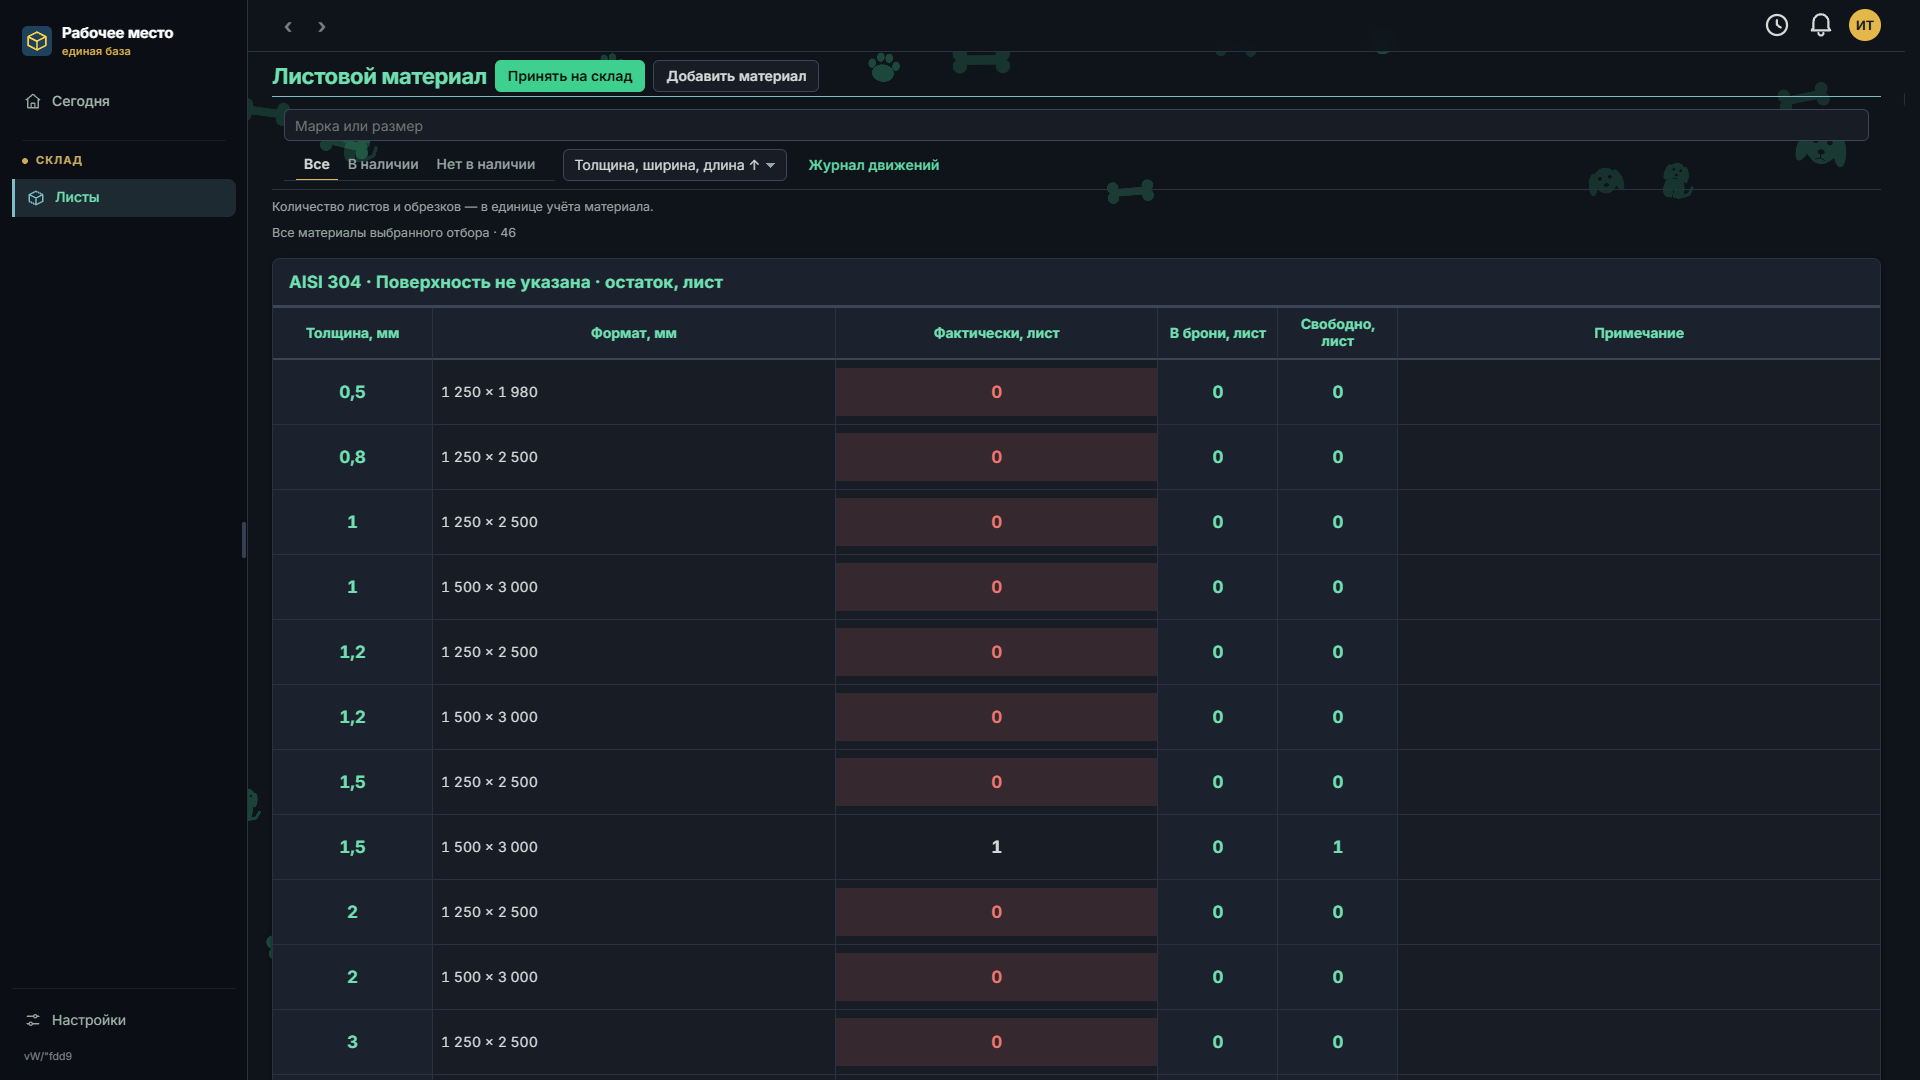 Рабочее место
единая база
Сегодня
СКЛАД
Листы
Настройки
vW/"fdd9
ИТ
Листовой материал
Принять на склад
Добавить материал
Марка или размер
Все
В наличии
Нет в наличии
Толщина, ширина, длина ↑
Журнал движений
Количество листов и обрезков — в единице учёта материала.
Все материалы выбранного отбора · 46
AISI 304 · Поверхность не указана · остаток, лист
Толщина, мм Формат, мм Фактически, лист В брони, лист Свободно, лист Примечание
0,5 1 250 × 1 980 0 0 0
0,8 1 250 × 2 500 0 0 0
1 1 250 × 2 500 0 0 0
1 1 500 × 3 000 0 0 0
1,2 1 250 × 2 500 0 0 0
1,2 1 500 × 3 000 0 0 0
1,5 1 250 × 2 500 0 0 0
1,5 1 500 × 3 000 1 0 1
2 1 250 × 2 500 0 0 0
2 1 500 × 3 000 0 0 0
3 1 250 × 2 500 0 0 0